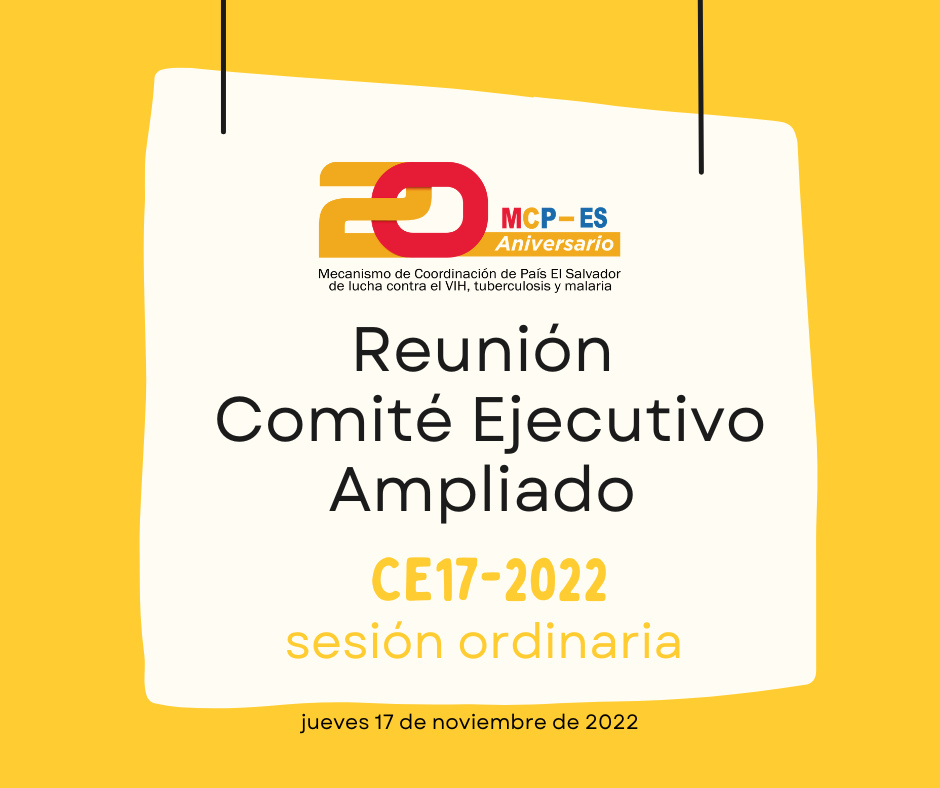 20
MCP-ES
Aniversario
Mecanismo de Coordinación de País El Salvador
de lucha contra el VIH, tuberculosis y malaria
Reunión
Comité Ejecutivo
Ampliado
CE17-2022
sesión ordinaria
jueves 17 de noviembre de 2022